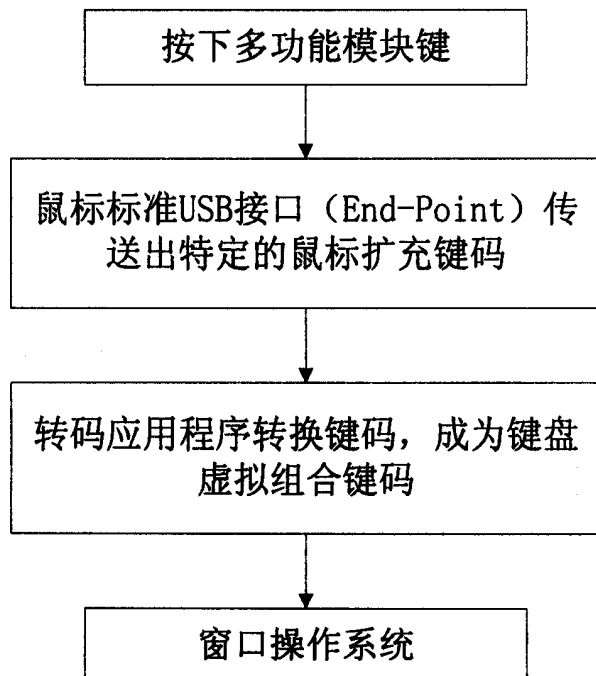 按下多功能模块键
鼠标标准USB接口（End-Point）传
送出特定的鼠标扩充键码
转码应用程序转换键码，成为键盘
虚拟组合键码
窗口操作系统